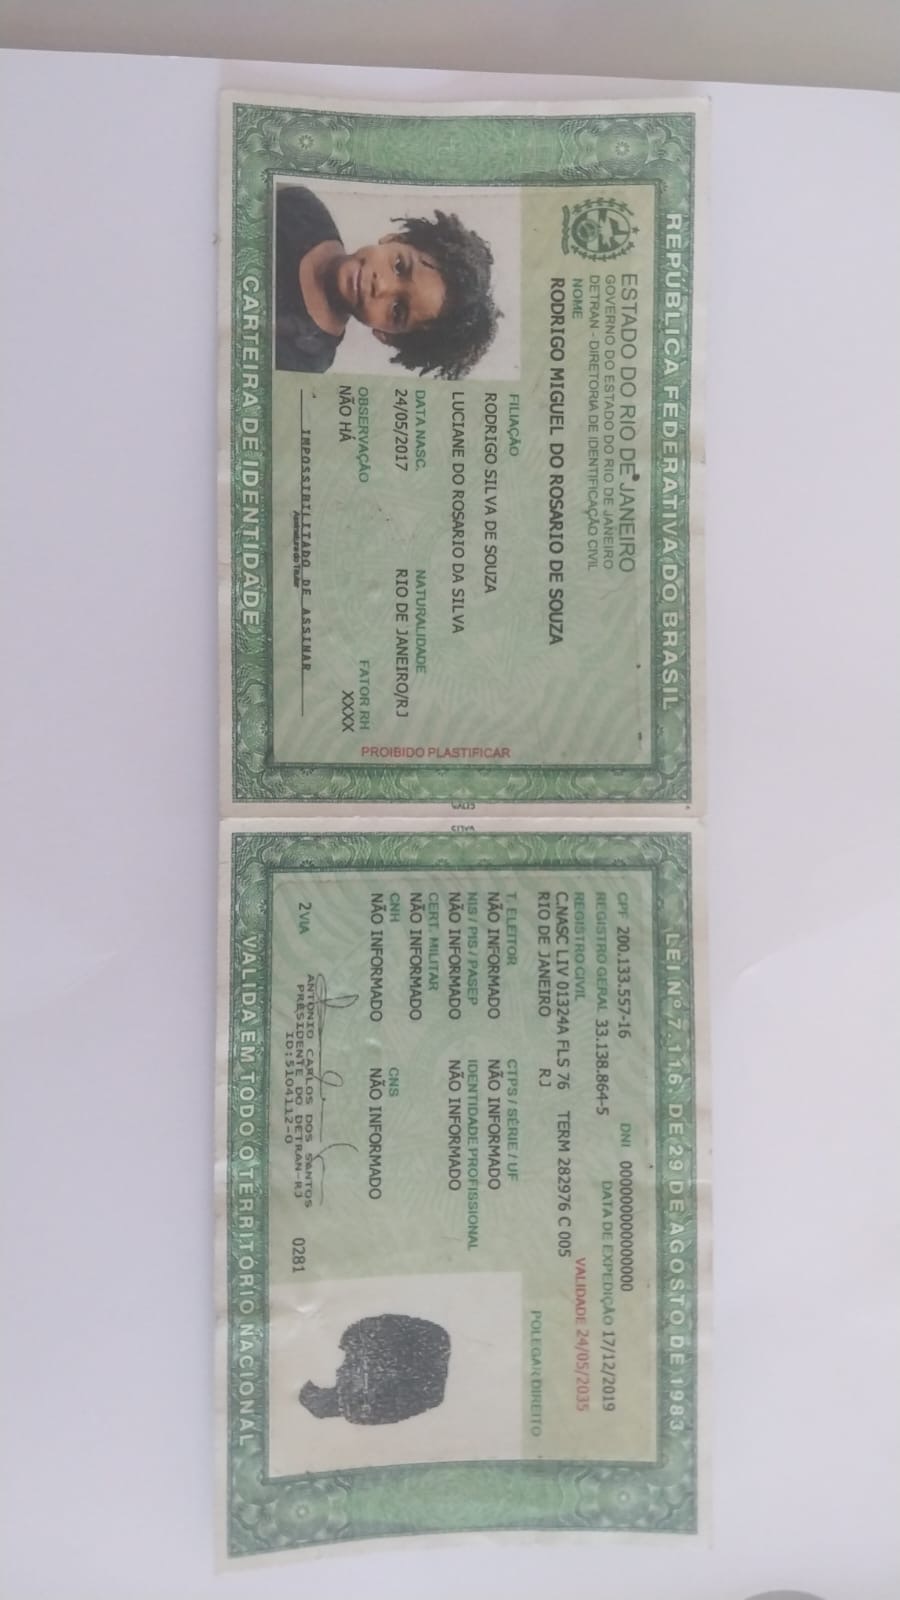 REPÚBLICA FEDERATIVA DO BRASIL
ESTADO DO RIO DE JANEIRO
GOVERNO DO ESTADO DO RIO DE JANEIRO
DETRAN - DIRETORIA DE IDENTIFICAÇÃO CIVIL
NOME
RODRIGO MIGUEL DO ROSARIO DE SOUZA
FILIAÇÃO
RODRIGO SILVA DE SOUZA
LUCIANE DO ROSARIO DA SILVA
DATA NASC. NATURALIDADE
24/05/2017 RIO DE JANEIRO/RJ
OBSERVAÇÃO FATOR RH
NÃO HÁ XXXX
IMPOSSIBILITADO DE ASSINAR
Assinatura do Titular
PROIBIDO PLASTIFICAR
CARTEIRA DE IDENTIDADE
LEI Nº 7.116, DE 29 DE AGOSTO DE 1983
CPF 200.133.557-16 DNI 0000000000000
REGISTRO GERAL 33.138.864-5 DATA DE EXPEDIÇÃO 17/12/2019
REGISTRO CIVIL VALIDADE 24/05/2035
C.NASC LIV 01324A FLS 76 TERM 282976 C 005
RIO DE JANEIRO RJ
POLEGAR DIREITO
T. ELEITOR CTPS / SÉRIE / UF
NÃO INFORMADO NÃO INFORMADO
NIS / PIS / PASEP IDENTIDADE PROFISSIONAL
NÃO INFORMADO NÃO INFORMADO
CERT. MILITAR
NÃO INFORMADO
CNH CNS
NÃO INFORMADO NÃO INFORMADO
2VIA
ANTONIO CARLOS DOS SANTOS
PRESIDENTE DO DETRAN-RJ
ID:5104112-0
0281
VALIDA EM TODO O TERRITÓRIO NACIONAL